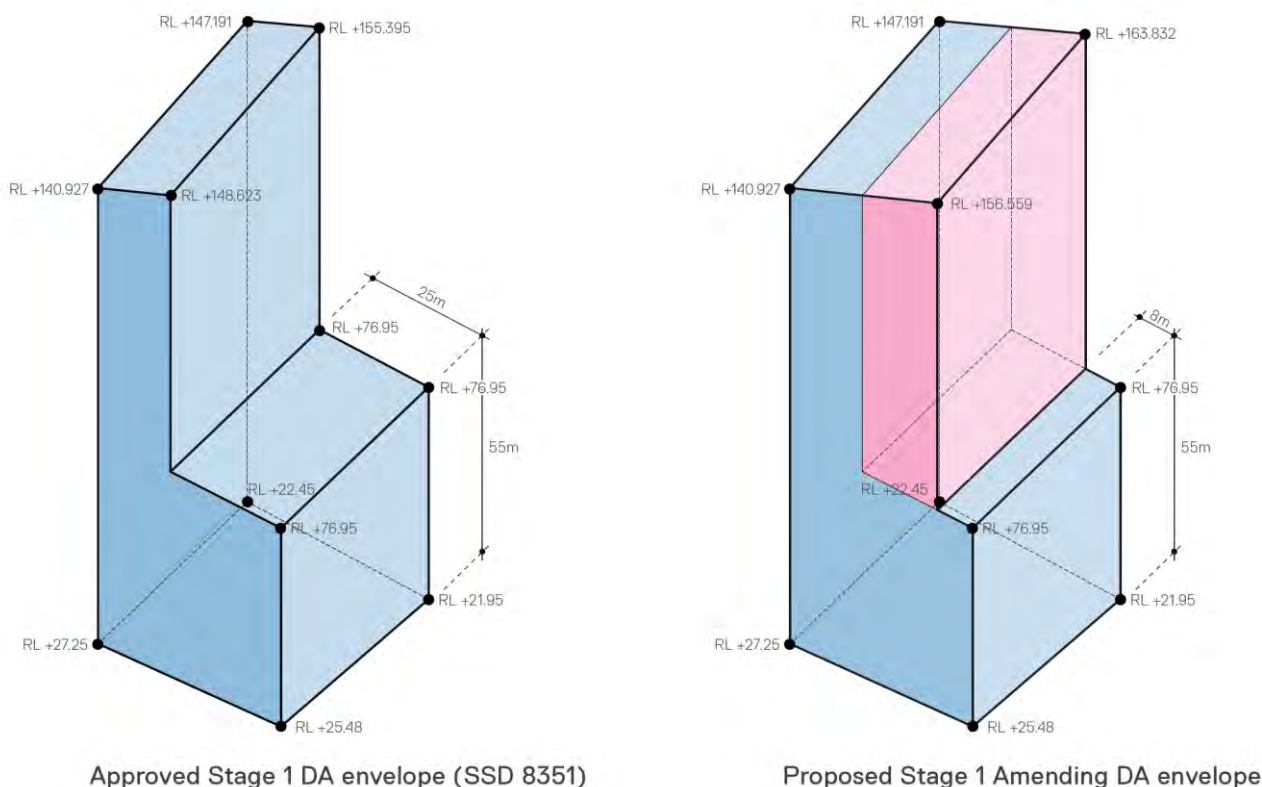 RL +147.191
RL +155.395
RL +140.927
RL +148.623
25m
RL +76.95
RL +76.95
55m
RL +22.45
RL +76.95
RL +21.95
RL +27.25
RL +25.48
Approved Stage 1 DA envelope (SSD 8351)
RL +147.191
RL +163.832
RL +140.927
RL +156.559
8m
RL +76.95
55m
RL +22.45
RL +76.95
RL +21.95
RL +27.25
RL +25.48
Proposed Stage 1 Amending DA envelope